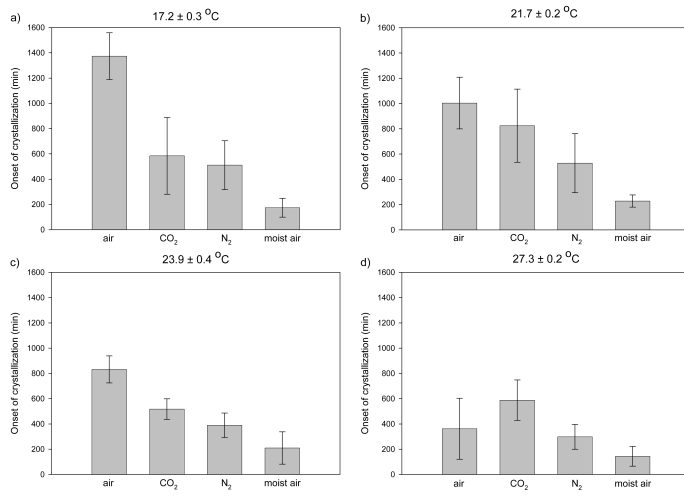 a)
17.2 ± 0.3 °C
Onset of crystallization (min)
1600
1400
1200
1000
800
600
400
200
0
air
CO₂
N₂
moist air
b)
21.7 ± 0.2 °C
Onset of crystallization (min)
1600
1400
1200
1000
800
600
400
200
0
air
CO₂
N₂
moist air
c)
23.9 ± 0.4 °C
Onset of crystallization (min)
1600
1400
1200
1000
800
600
400
200
0
air
CO₂
N₂
moist air
d)
27.3 ± 0.2 °C
Onset of crystallization (min)
1600
1400
1200
1000
800
600
400
200
0
air
CO₂
N₂
moist air